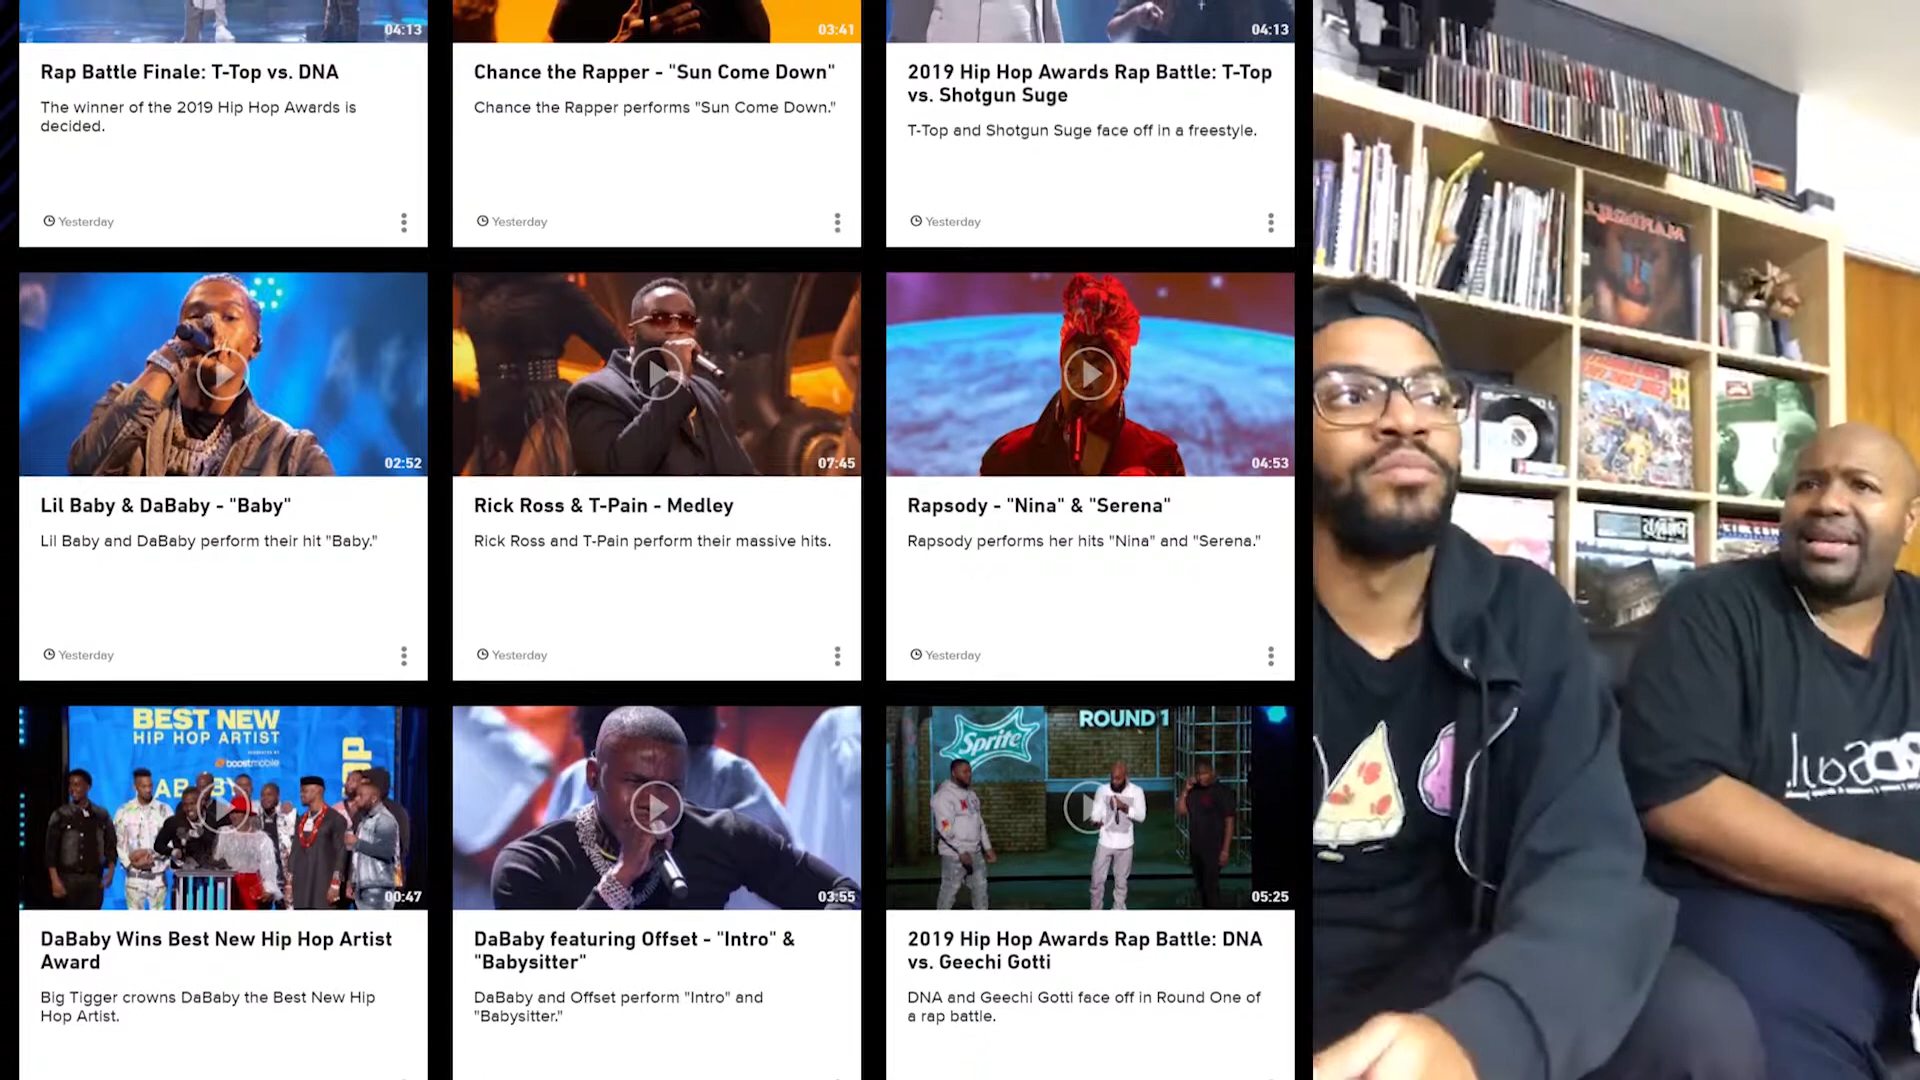 04:13
03:41
04:13
Rap Battle Finale: T-Top vs. DNA
The winner of the 2019 Hip Hop Awards is
decided.
Yesterday
Chance the Rapper - "Sun Come Down"
Chance the Rapper performs "Sun Come Down."
Yesterday
2019 Hip Hop Awards Rap Battle: T-Top
vs. Shotgun Suge
T-Top and Shotgun Suge face off in a freestyle.
Yesterday
02:52
Lil Baby & DaBaby - "Baby"
Lil Baby and DaBaby perform their hit "Baby."
Yesterday
07:45
Rick Ross & T-Pain - Medley
Rick Ross and T-Pain perform their massive hits.
Yesterday
04:53
Rapsody - "Nina" & "Serena"
Rapsody performs her hits "Nina" and "Serena."
Yesterday
BEST NEW
HIP HOP ARTIST
boostmobile
00:47
DaBaby Wins Best New Hip Hop Artist
Award
Big Tigger crowns DaBaby the Best New Hip
Hop Artist.
03:55
DaBaby featuring Offset - "Intro" &
"Babysitter"
DaBaby and Offset perform "Intro" and
"Babysitter."
Sprite
ROUND 1
05:25
2019 Hip Hop Awards Rap Battle: DNA
vs. Geechi Gotti
DNA and Geechi Gotti face off in Round One of
a rap battle.